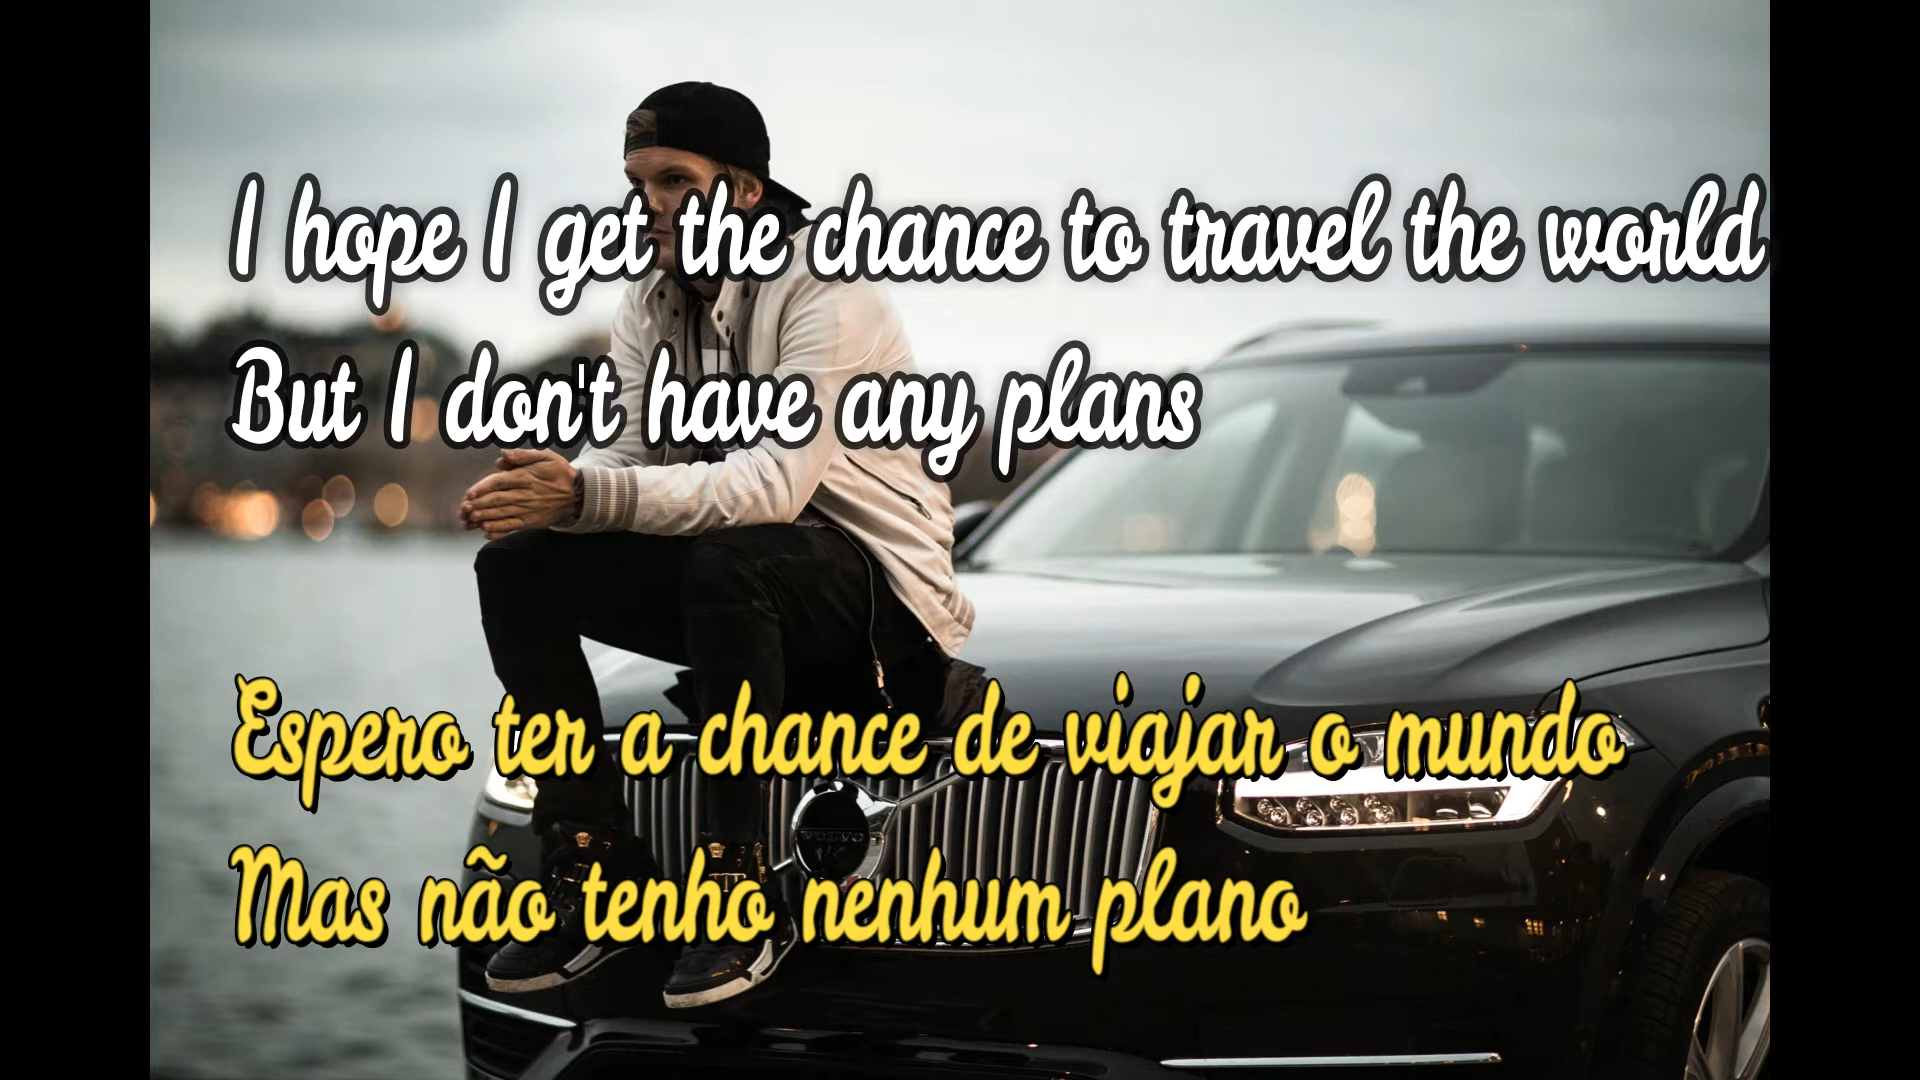 I hope I get the chance to travel the world
But I don't have any plans
Espero ter a chance de viajar o mundo
Mas não tenho nenhum plano
VOLVO